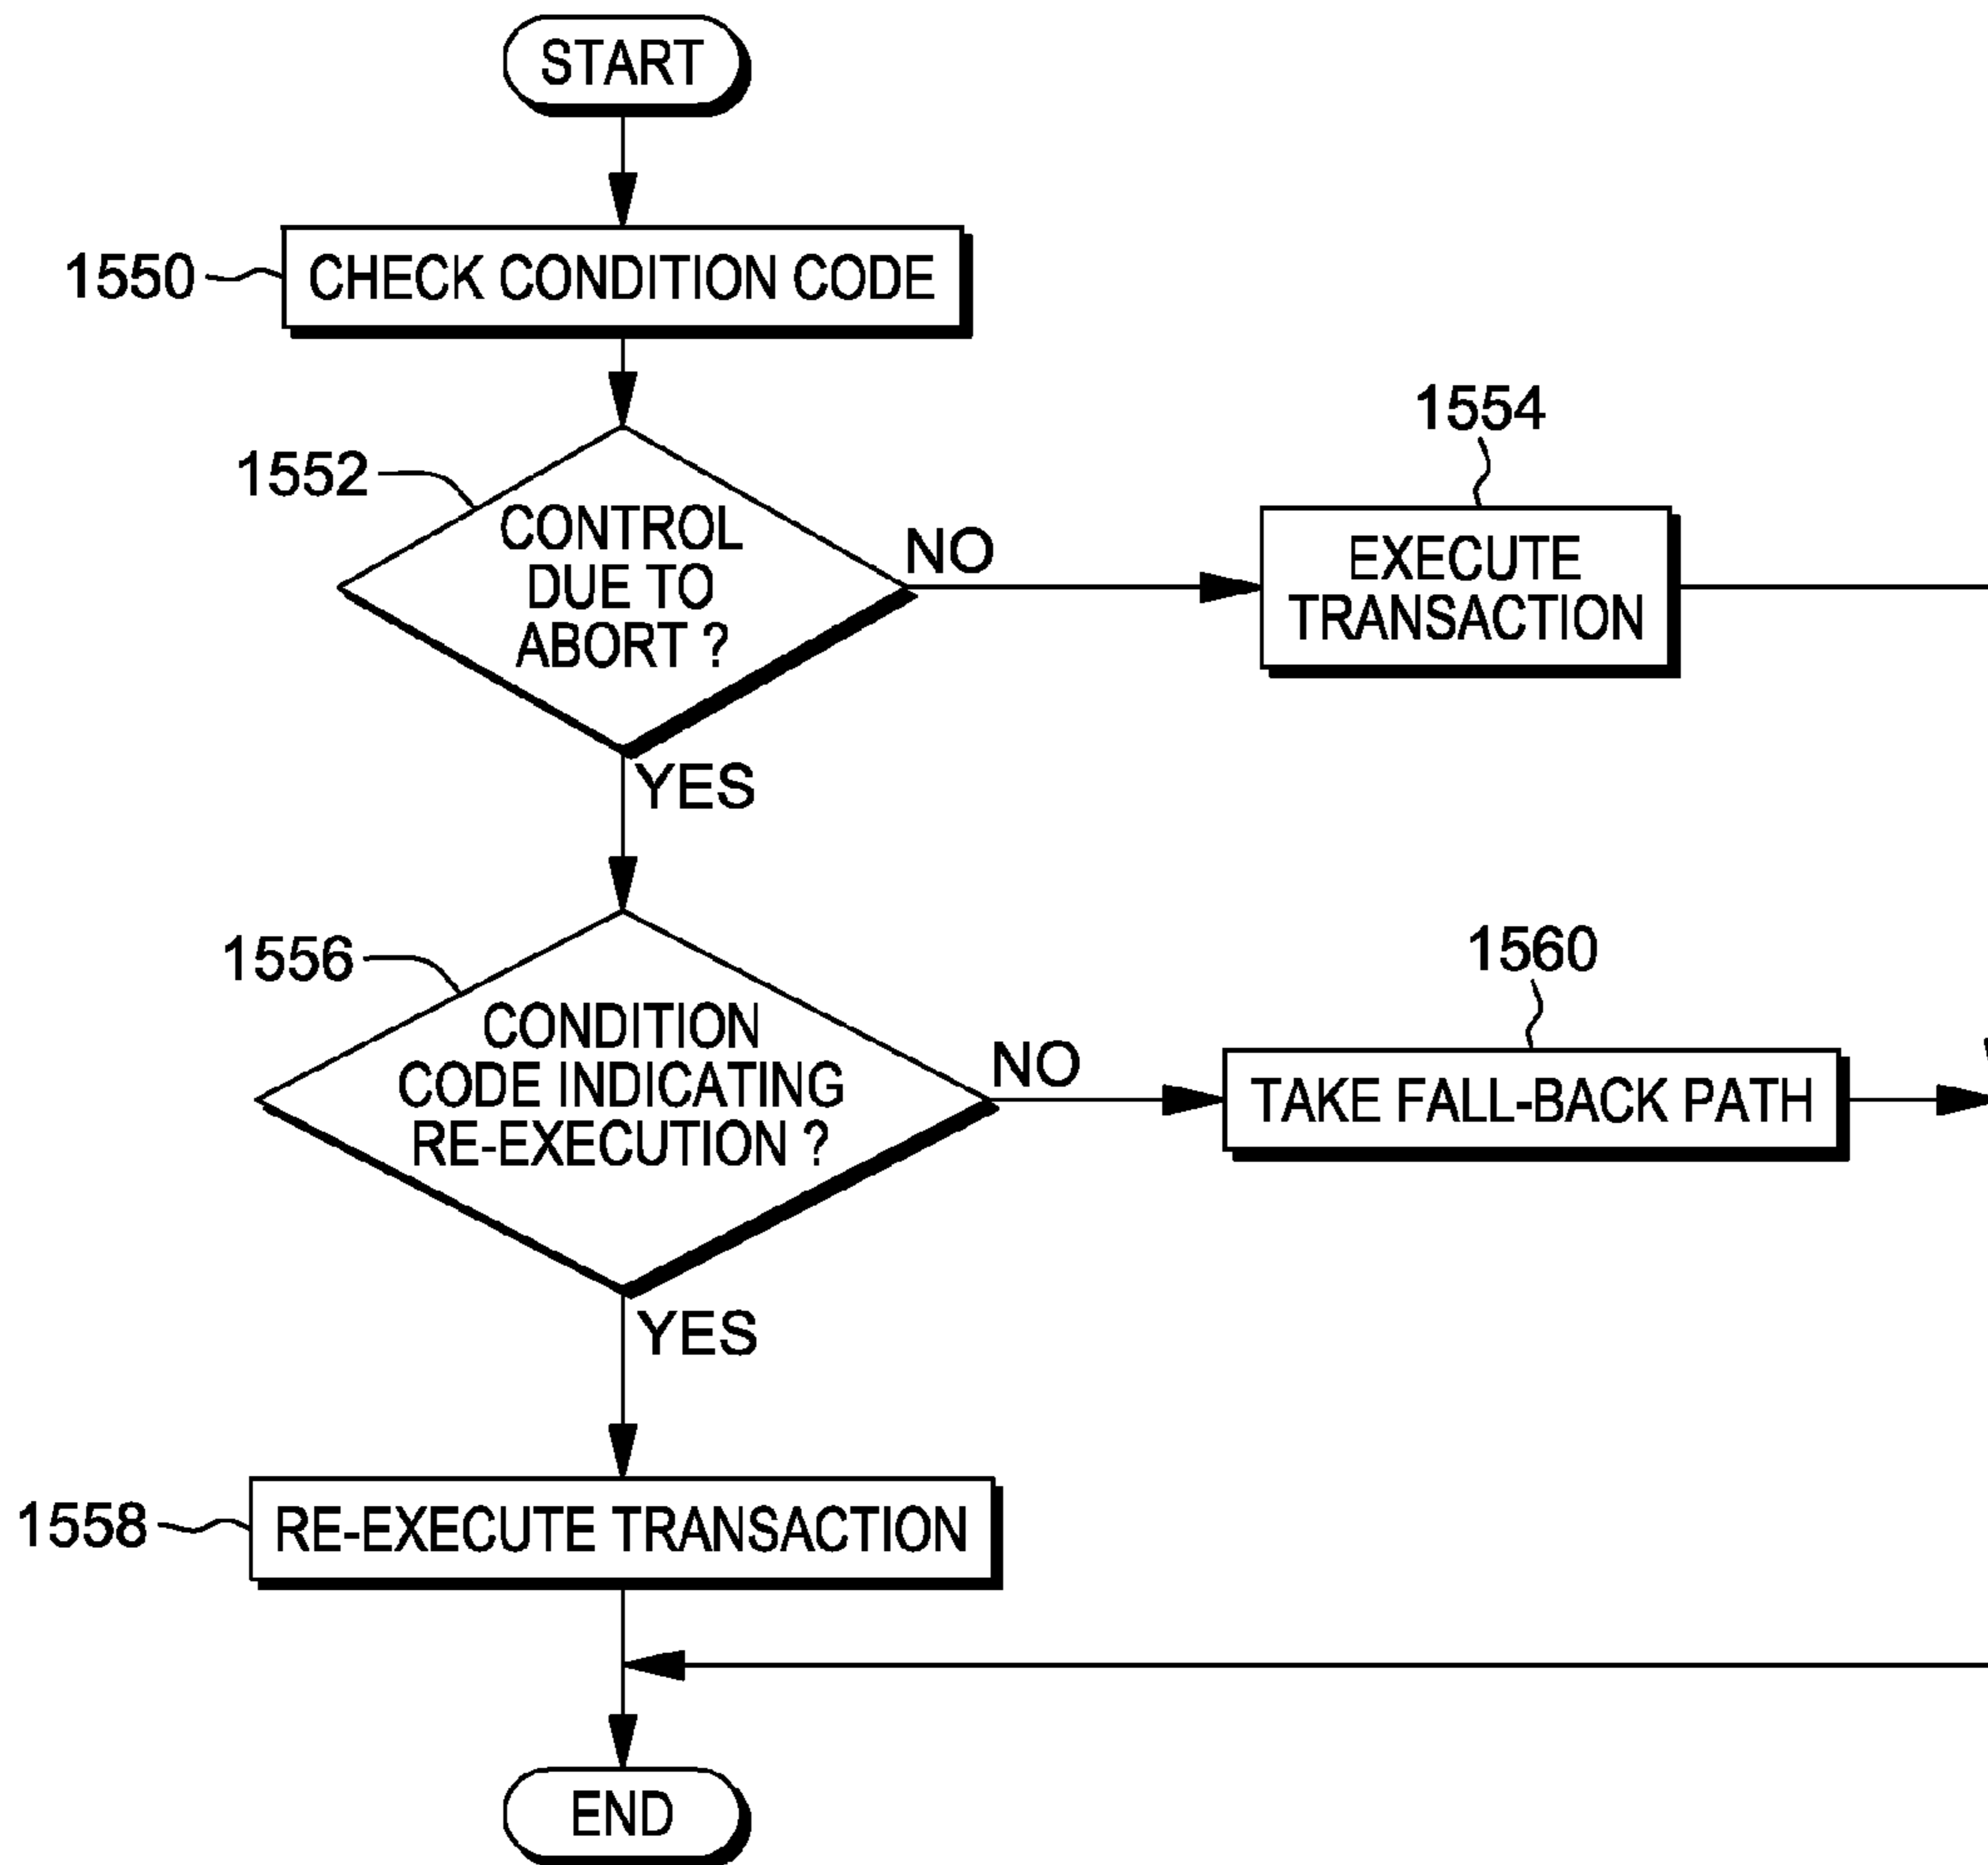 START
1550
CHECK CONDITION CODE
1552
CONTROL
DUE TO
ABORT ?
NO
1554
EXECUTE
TRANSACTION
YES
1556
CONDITION
CODE INDICATING
RE-EXECUTION ?
NO
1560
TAKE FALL-BACK PATH
YES
1558
RE-EXECUTE TRANSACTION
END